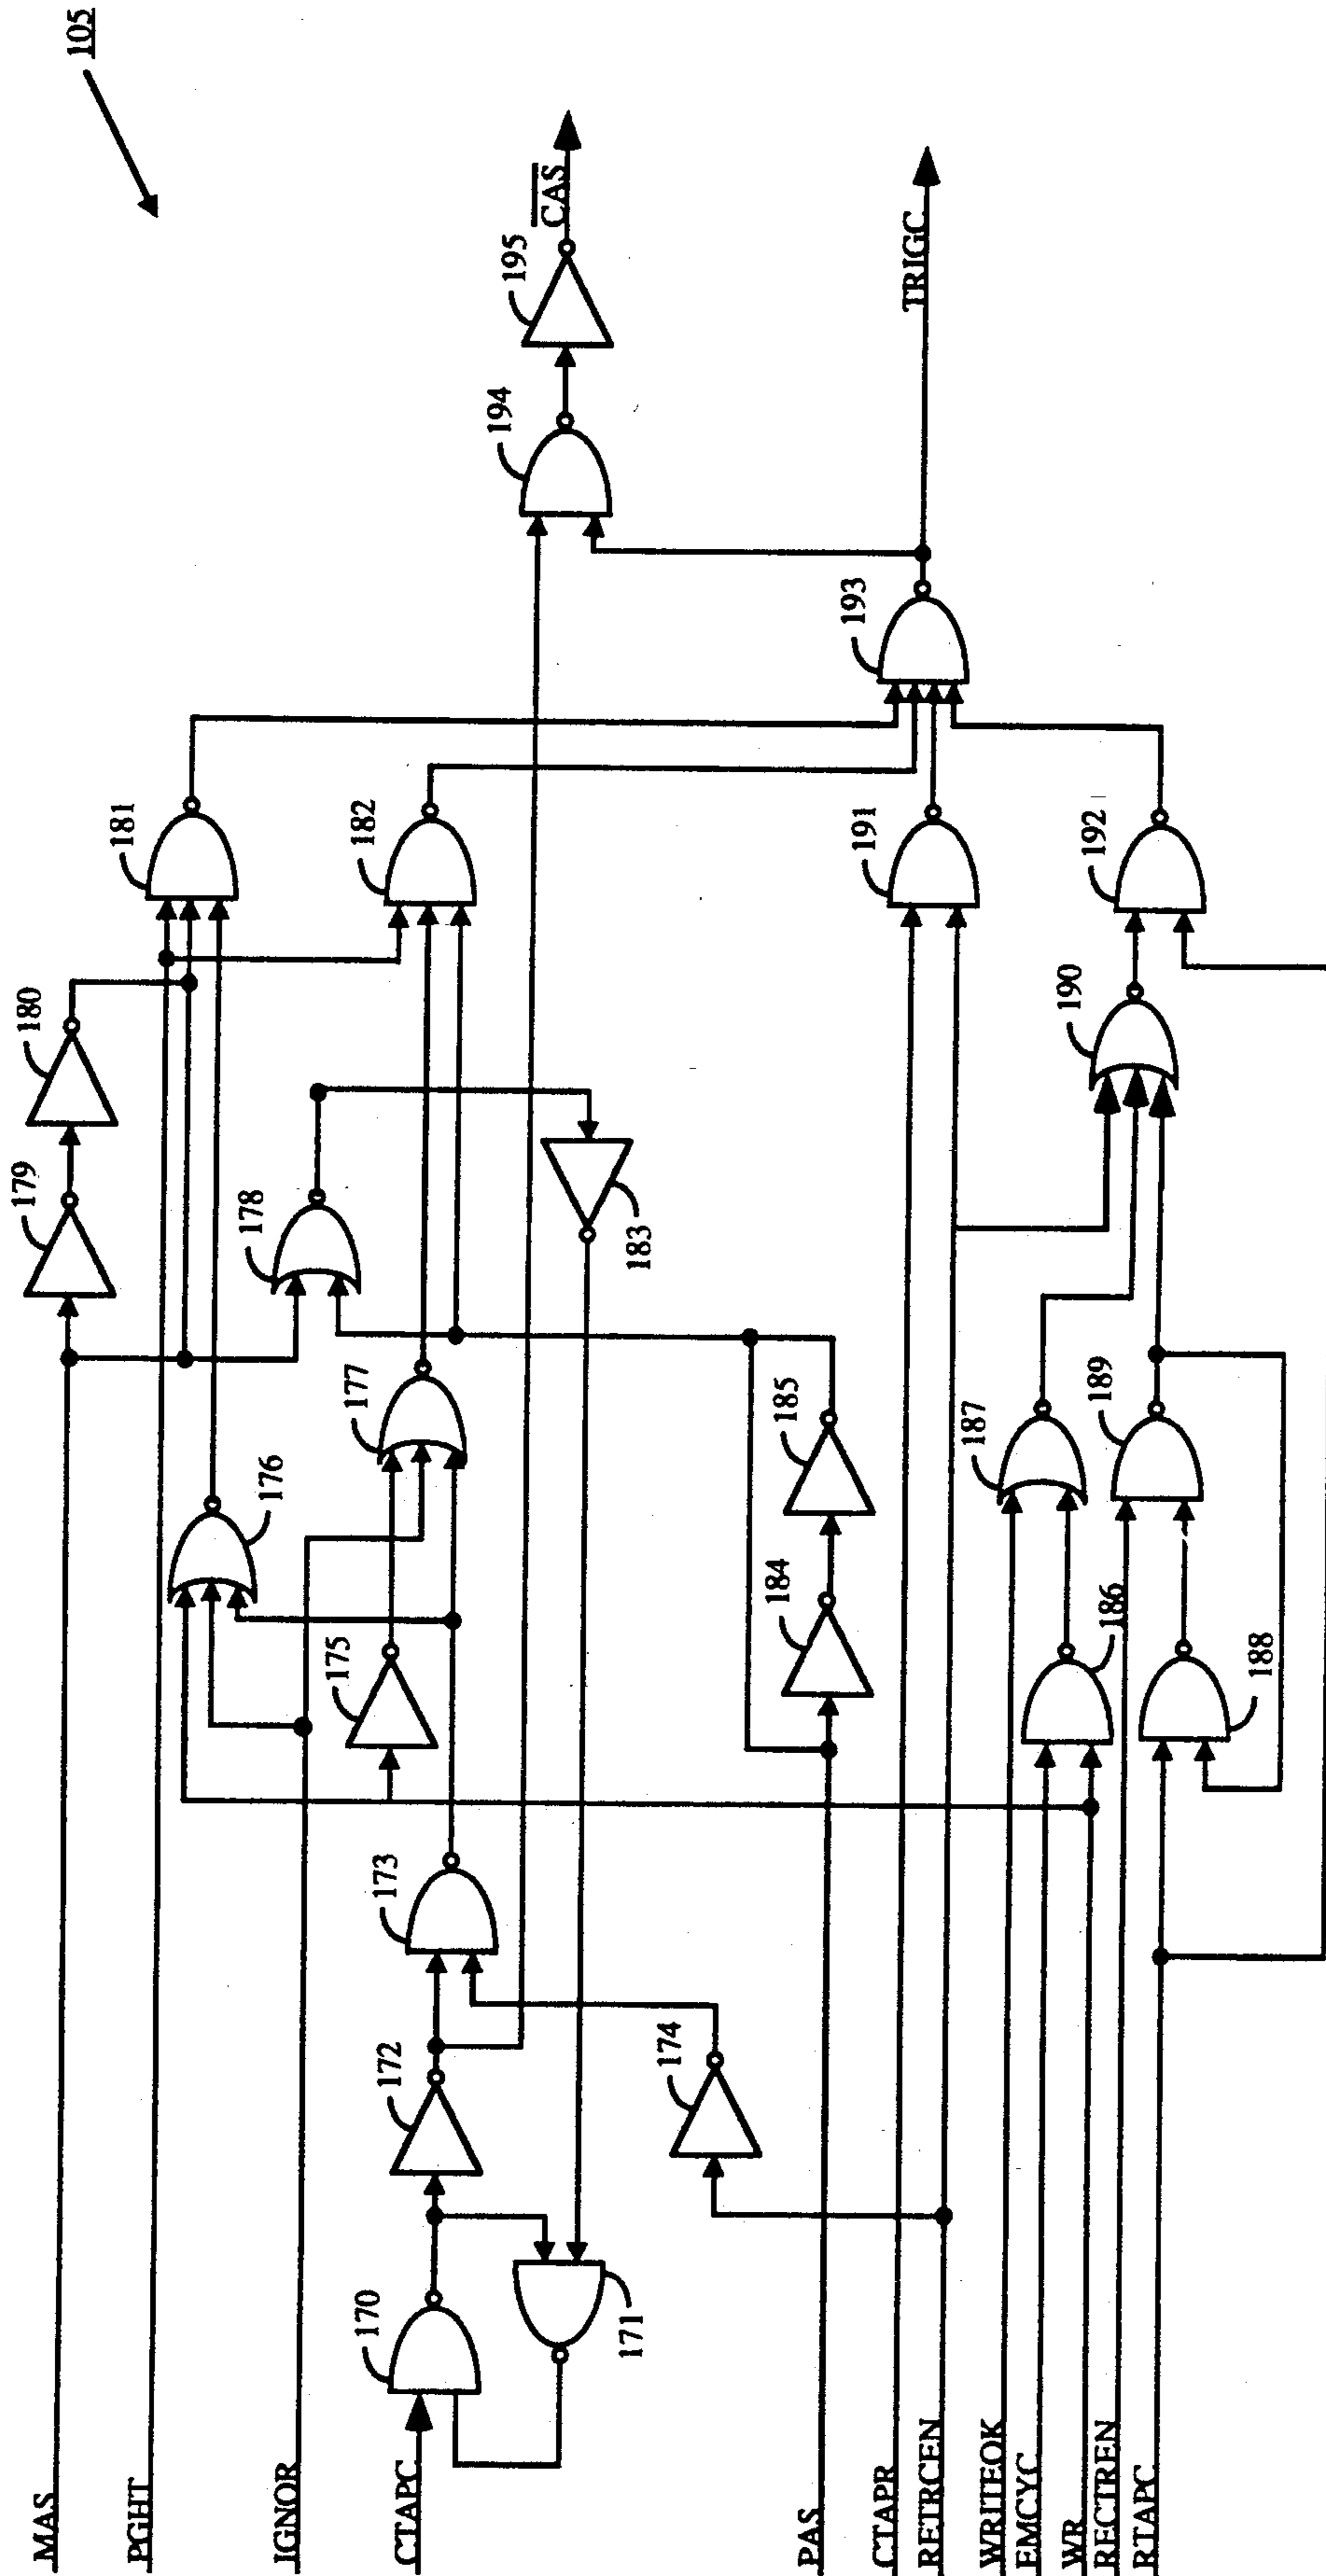 105
MAS
PGHT
IGNOR
CTAPC
PAS
CTAPR
RETRCEN
WRITEOK
EMCYC
WR
RECTREN
RTAPC
CAS
TRIGC
170
171
172
173
174
175
176
177
178
179
180
181
182
183
184
185
186
187
188
189
190
191
192
193
194
195